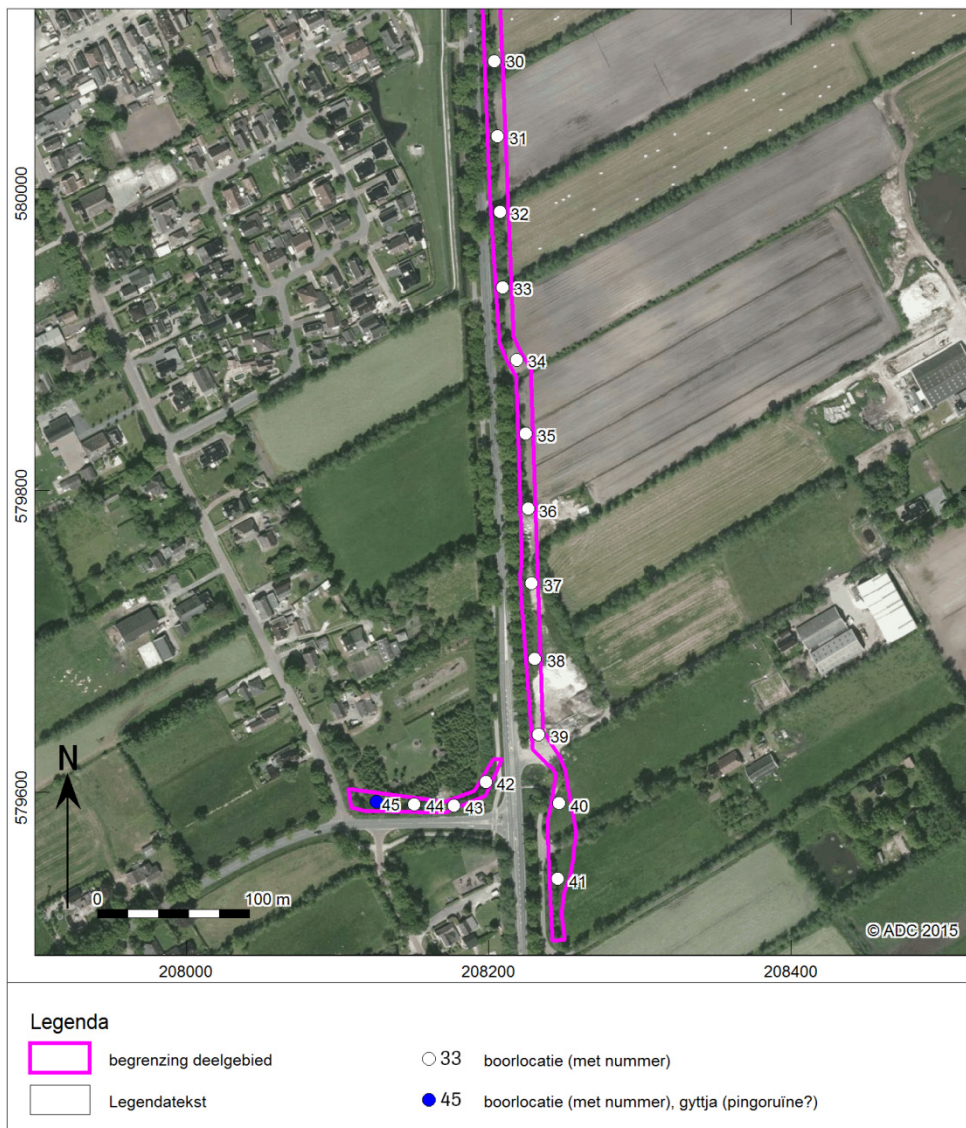 30
31
32
33
34
35
36
37
38
39
40
41
42
43
44
45
580000
579800
579600
N
0 100 m
© ADC 2015
208000 208200 208400
Legenda
begrenzing deelgebied
33 boorlocatie (met nummer)
Legendatekst
45 boorlocatie (met nummer), gyttja (pingoruïne?)